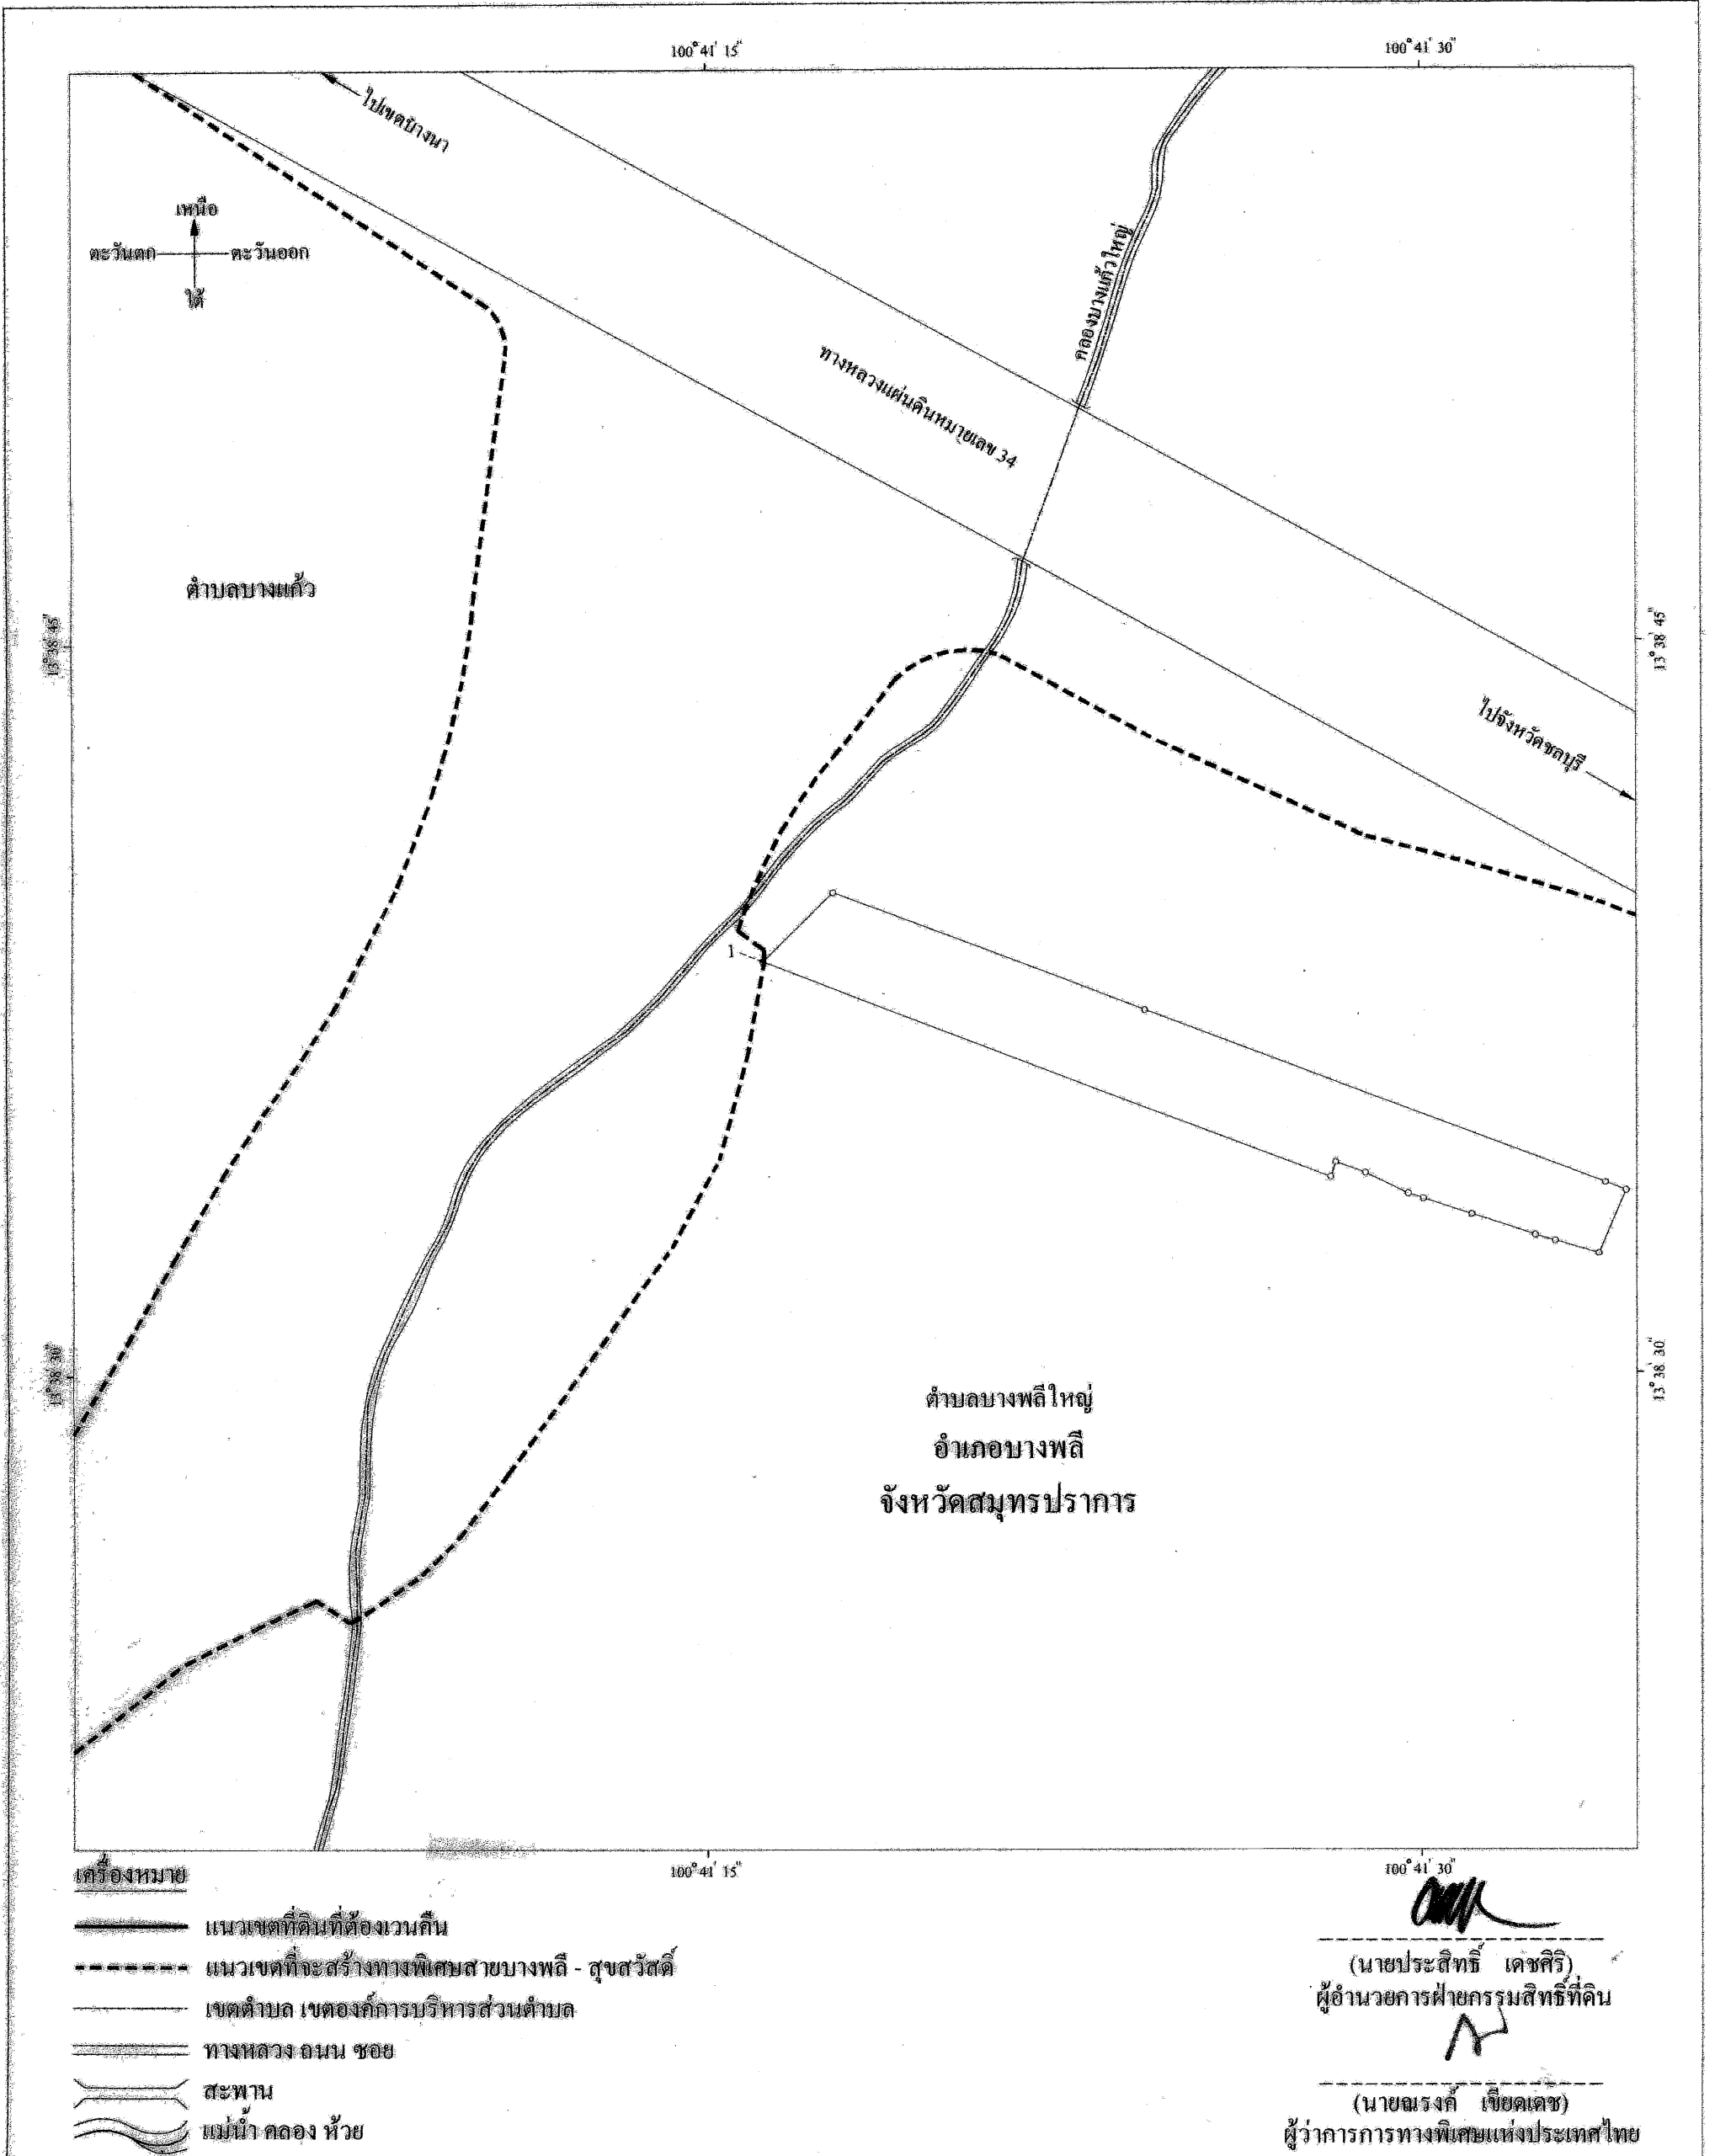 100°41'15"
100°41'30"
ไปเขตบางนา
เหนือ
ตะวันตก
ตะวันออก
ใต้
คลองบางแก้วใหญ่
ทางหลวงแผ่นดินหมายเลข 34
ตำบลบางแก้ว
13°38'45"
13°38'45"
ไปจังหวัดชลบุรี
1
13°38'30"
13°38'30"
ตำบลบางพลีใหญ่
อำเภอบางพลี
จังหวัดสมุทรปราการ
100°41'15"
100°41'30"
เครื่องหมาย
แนวเขตที่ดินที่ต้องเวนคืน
แนวเขตที่จะสร้างทางพิเศษสายบางพลี - สุขสวัสดิ์
เขตตำบล เขตองค์การบริหารส่วนตำบล
ทางหลวง ถนน ซอย
สะพาน
แม่น้ำ คลอง ห้วย
(นายประสิทธิ์ เดชศิริ)
ผู้อำนวยการฝ่ายกรรมสิทธิ์ที่ดิน
(นายณรงค์ เขียดเดช)
ผู้ว่าการการทางพิเศษแห่งประเทศไทย